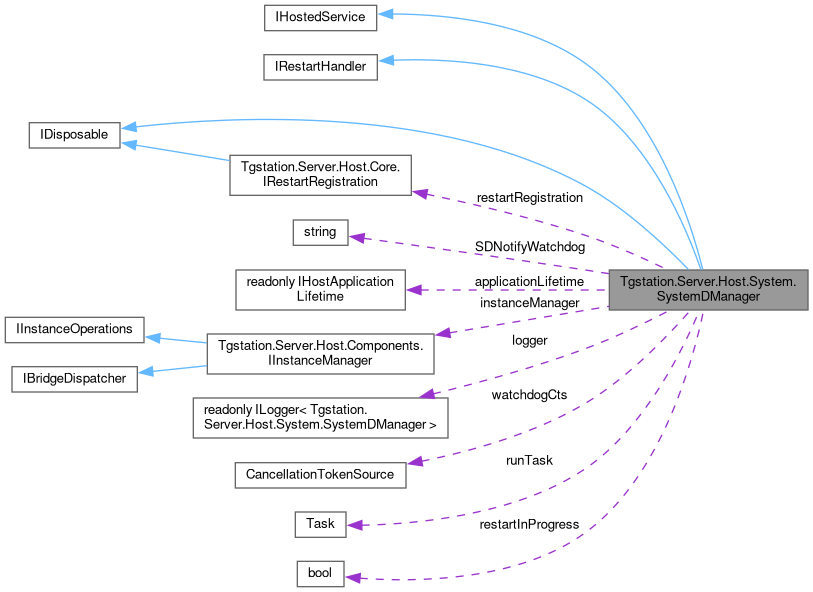 IHostedService
IRestartHandler
IDisposable
Tgstation.Server.Host.Core.
IRestartRegistration
restartRegistration
string
SDNotifyWatchdog
readonly IHostApplication
Lifetime
applicationLifetime
Tgstation.Server.Host.System.
SystemDManager
instanceManager
IInstanceOperations
Tgstation.Server.Host.Components.
IInstanceManager
logger
IBridgeDispatcher
readonly ILogger< Tgstation.
Server.Host.System.SystemDManager >
watchdogCts
CancellationTokenSource
runTask
Task
restartInProgress
bool